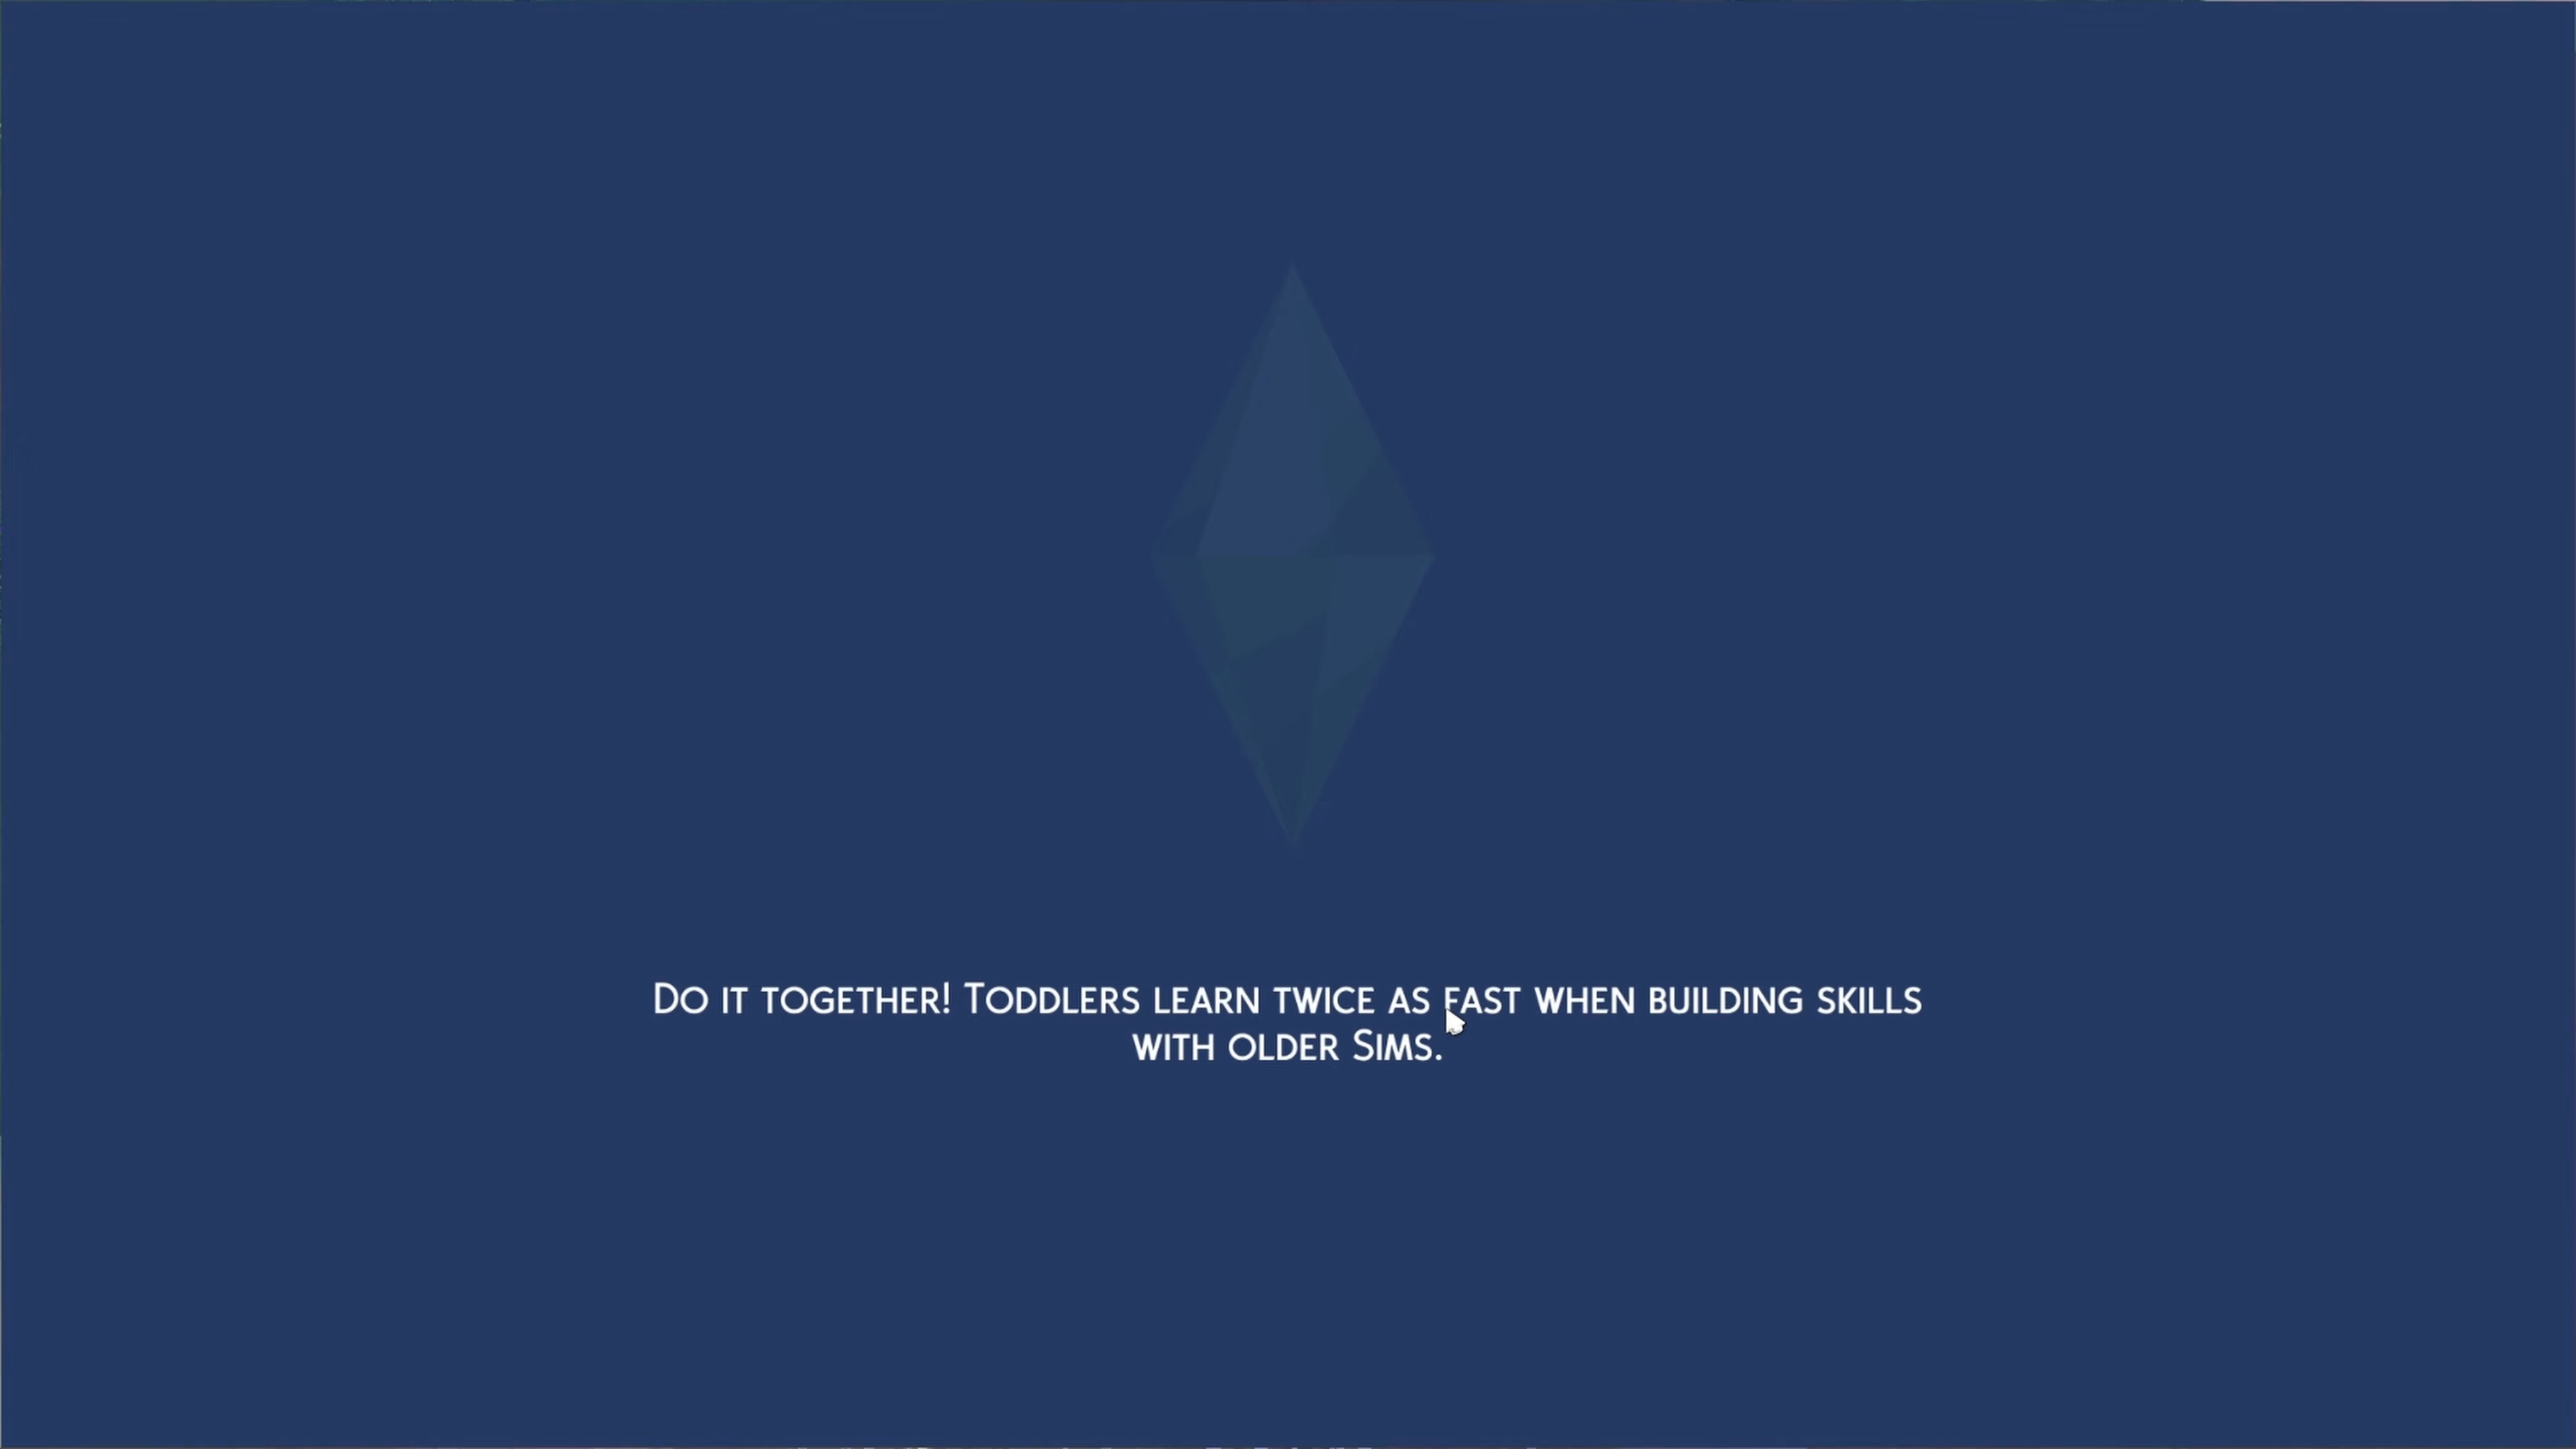 Do it together! Toddlers learn twice as fast when building skills
with older Sims.